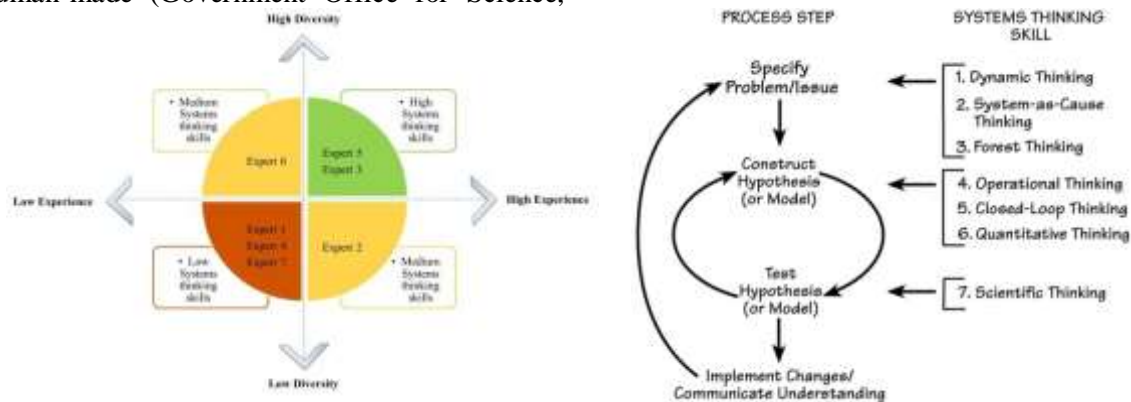 uman-made (Government Office for Science,
High Diversity
• Medium
Systems
thinking
skills
• High
Systems
thinking
skills
Expert 6
Expert 5
Expert 3
Low Experience
High Experience
Expert 1
Expert 4
Expert 7
Expert 2
• Low
Systems
thinking
skills
• Medium
Systems
thinking
skills
Low Diversity
PROCESS STEP
SYSTEMS THINKING
SKILL
Specify
Problem/Issue
1. Dynamic Thinking
2. System-as-Cause
Thinking
3. Forest Thinking
Construct
Hypothesis
(or Model)
4. Operational Thinking
5. Closed-Loop Thinking
6. Quantitative Thinking
Test
Hypothesis
(or Model)
7. Scientific Thinking
Implement Changes/
Communicate Understanding